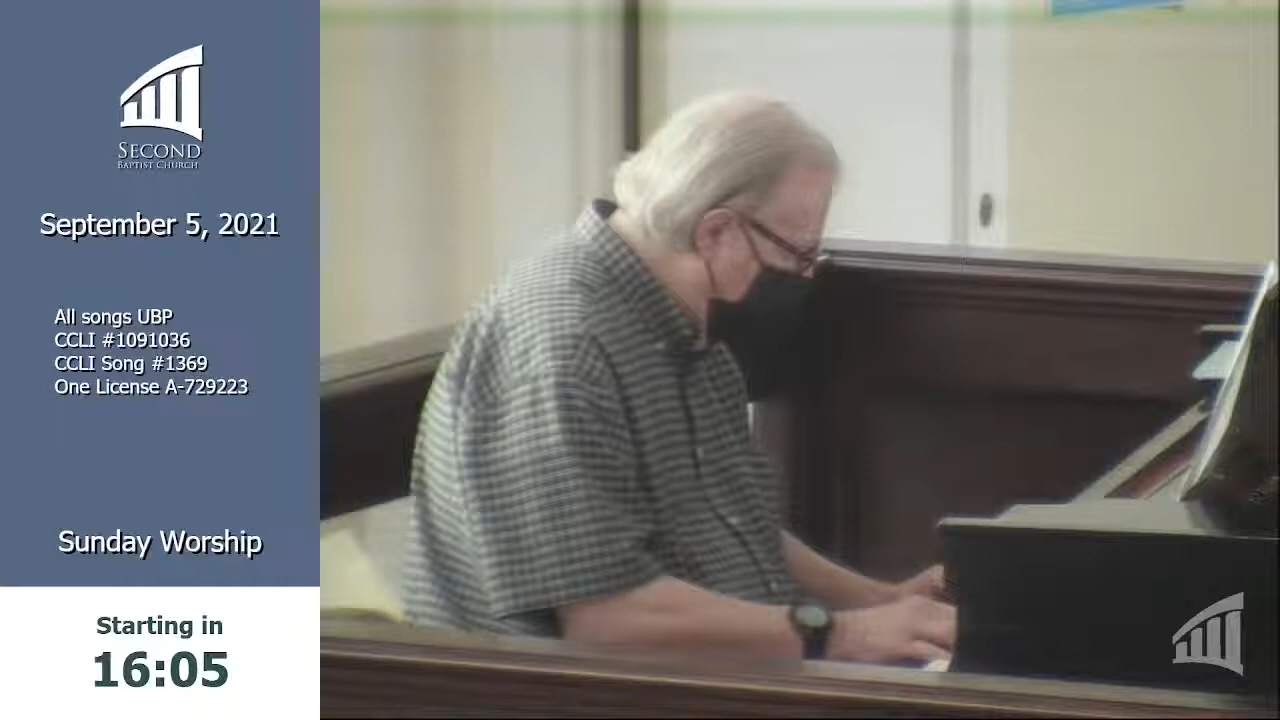 SECOND
BAPTIST CHURCH
September 5, 2021
All songs UBP
CCLI #1091036
CCLI Song #1369
One License A-729223
Sunday Worship
Starting in
16:05